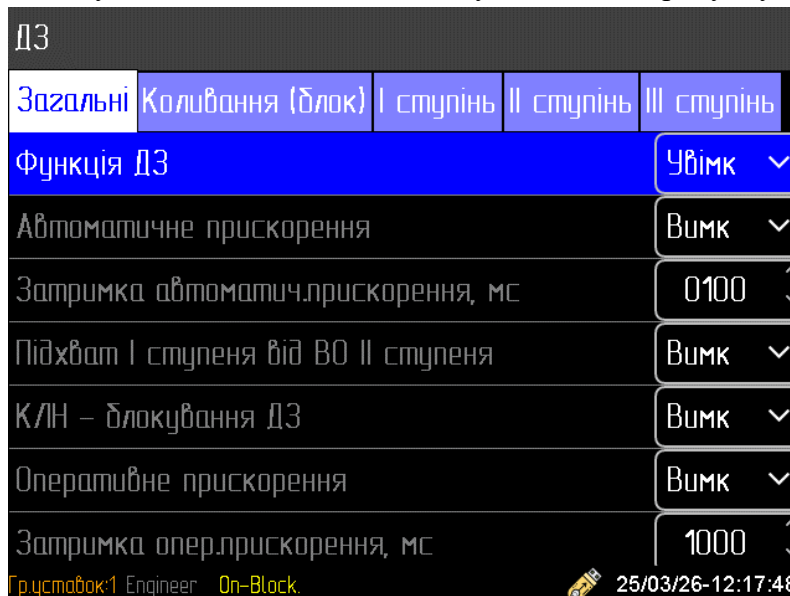 ДЗ
Загальні Коливання (блок) I ступінь II ступінь III ступінь
Функція ДЗ Увімк
Автоматичне прискорення Вимк
Затримка автоматич.прискорення, мс 0100
Підхват I ступеня від ВО II ступеня Вимк
КЛН – блокування ДЗ Вимк
Оперативне прискорення Вимк
Затримка опер.прискорення, мс 1000
Гр.уставок:1 Engineer On-Block. 25/03/26-12:17:48